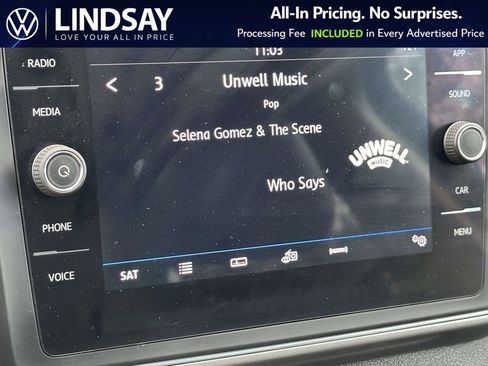 LINDSAY
LOVE YOUR ALL IN PRICE
All-In Pricing. No Surprises.
Processing Fee INCLUDED in Every Advertised Price
11:03
RADIO
APP
< 3 Unwell Music >
Pop
SOUND
MEDIA
Selena Gomez & The Scene
UNWELL
MUSIC
Who Says
CAR
PHONE
MENU
VOICE
SAT